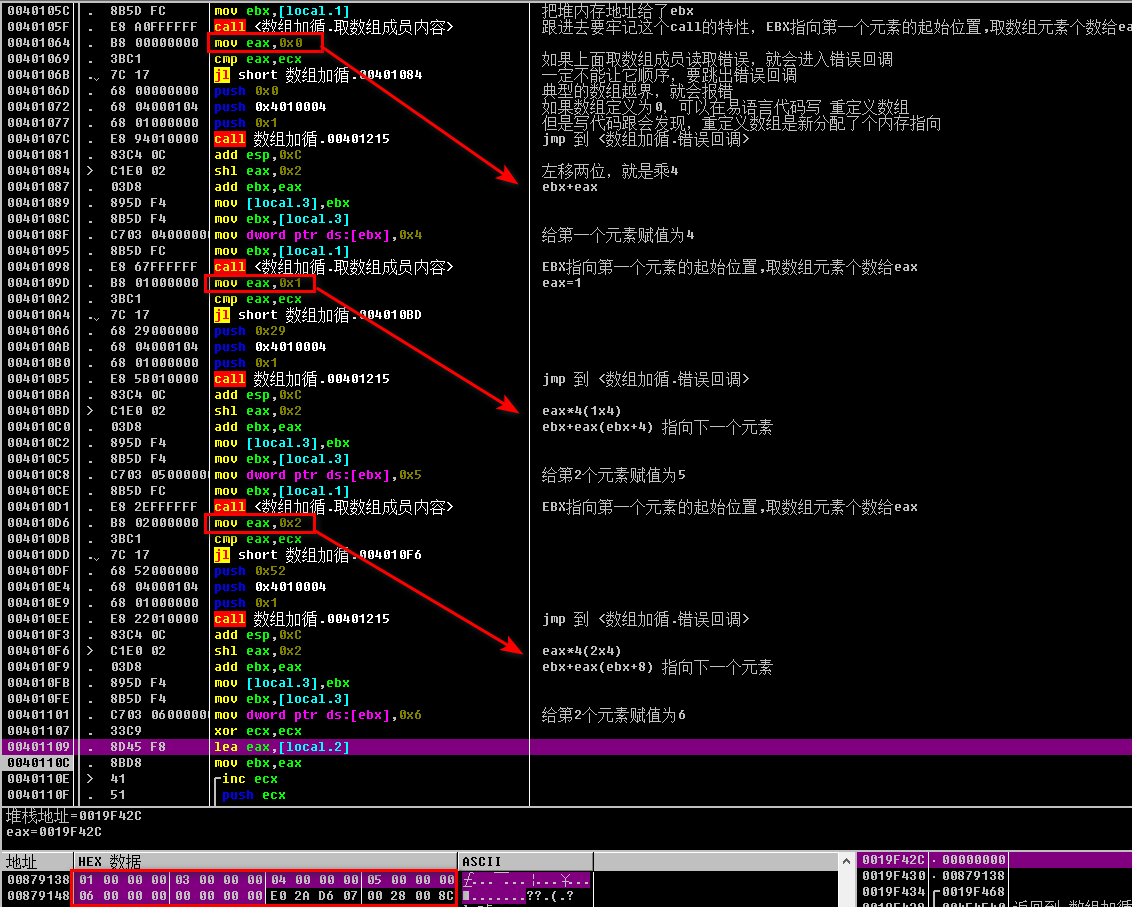 0040105C . 8B5D FC mov ebx,[local.1] 把堆内存地址给了ebx
0040105F . E8 A0FFFFFF call <数组加循.取数组成员内容> 跟进去要牢记这个call的特性，EBX指向第一个元素的起始位置,取数组元素个数给ea
00401064 . B8 00000000 mov eax,0x0
00401069 . 3BC1 cmp eax,ecx 如果上面取数组成员读取错误，就会进入错误回调
0040106B . 7C 17 jl short 数组加循.00401084 一定不能让它顺序，要跳出错误回调
0040106D . 68 00000000 push 0x0 典型的数组越界，就会报错
00401072 . 68 04000104 push 0x4010004 如果数组定义为0，可以在易语言代码写 重定义数组
00401077 . 68 01000000 push 0x1 但是写代码跟会发现，重定义数组是新分配了个内存指向
0040107C . E8 94010000 call 数组加循.00401215 jmp 到 <数组加循.错误回调>
00401081 . 83C4 0C add esp,0xC
00401084 > C1E0 02 shl eax,0x2 左移两位，就是乘4
00401087 . 03D8 add ebx,eax ebx+eax
00401089 . 895D F4 mov [local.3],ebx
0040108C . 8B5D F4 mov ebx,[local.3]
0040108F . C703 04000000 mov dword ptr ds:[ebx],0x4 给第一个元素赋值为4
00401095 . 8B5D FC mov ebx,[local.1]
00401098 . E8 67FFFFFF call <数组加循.取数组成员内容> EBX指向第一个元素的起始位置,取数组元素个数给eax
0040109D . B8 01000000 mov eax,0x1 eax=1
004010A2 . 3BC1 cmp eax,ecx
004010A4 . 7C 17 jl short 数组加循.004010BD
004010A6 . 68 29000000 push 0x29
004010AB . 68 04000104 push 0x4010004
004010B0 . 68 01000000 push 0x1
004010B5 . E8 5B010000 call 数组加循.00401215 jmp 到 <数组加循.错误回调>
004010BA . 83C4 0C add esp,0xC
004010BD > C1E0 02 shl eax,0x2 eax*4(1x4)
004010C0 . 03D8 add ebx,eax ebx+eax(ebx+4) 指向下一个元素
004010C2 . 895D F4 mov [local.3],ebx
004010C5 . 8B5D F4 mov ebx,[local.3]
004010C8 . C703 05000000 mov dword ptr ds:[ebx],0x5 给第2个元素赋值为5
004010CE . 8B5D FC mov ebx,[local.1]
004010D1 . E8 2EFFFFFF call <数组加循.取数组成员内容> EBX指向第一个元素的起始位置,取数组元素个数给eax
004010D6 . B8 02000000 mov eax,0x2
004010DB . 3BC1 cmp eax,ecx
004010DD . 7C 17 jl short 数组加循.004010F6
004010DF . 68 52000000 push 0x52
004010E4 . 68 04000104 push 0x4010004
004010E9 . 68 01000000 push 0x1
004010EE . E8 22010000 call 数组加循.00401215 jmp 到 <数组加循.错误回调>
004010F3 . 83C4 0C add esp,0xC
004010F6 > C1E0 02 shl eax,0x2 eax*4(2x4)
004010F9 . 03D8 add ebx,eax ebx+eax(ebx+8) 指向下一个元素
004010FB . 895D F4 mov [local.3],ebx
004010FE . 8B5D F4 mov ebx,[local.3]
00401101 . C703 06000000 mov dword ptr ds:[ebx],0x6 给第2个元素赋值为6
00401107 . 33C9 xor ecx,ecx
00401109 . 8D45 F8 lea eax,[local.2]
0040110C . 8BD8 mov ebx,eax
0040110E > 41 inc ecx
0040110F . 51 push ecx
堆栈地址=0019F42C
eax=0019F42C
地址 HEX 数据 ASCII
00879138 01 00 00 00 03 00 00 00 04 00 00 00 05 00 00 00
00879148 06 00 00 00 00 00 00 00 E0 2A D6 07 00 28 00 8C
0019F42C 00000000
0019F430 00879138
0019F434 0019F468